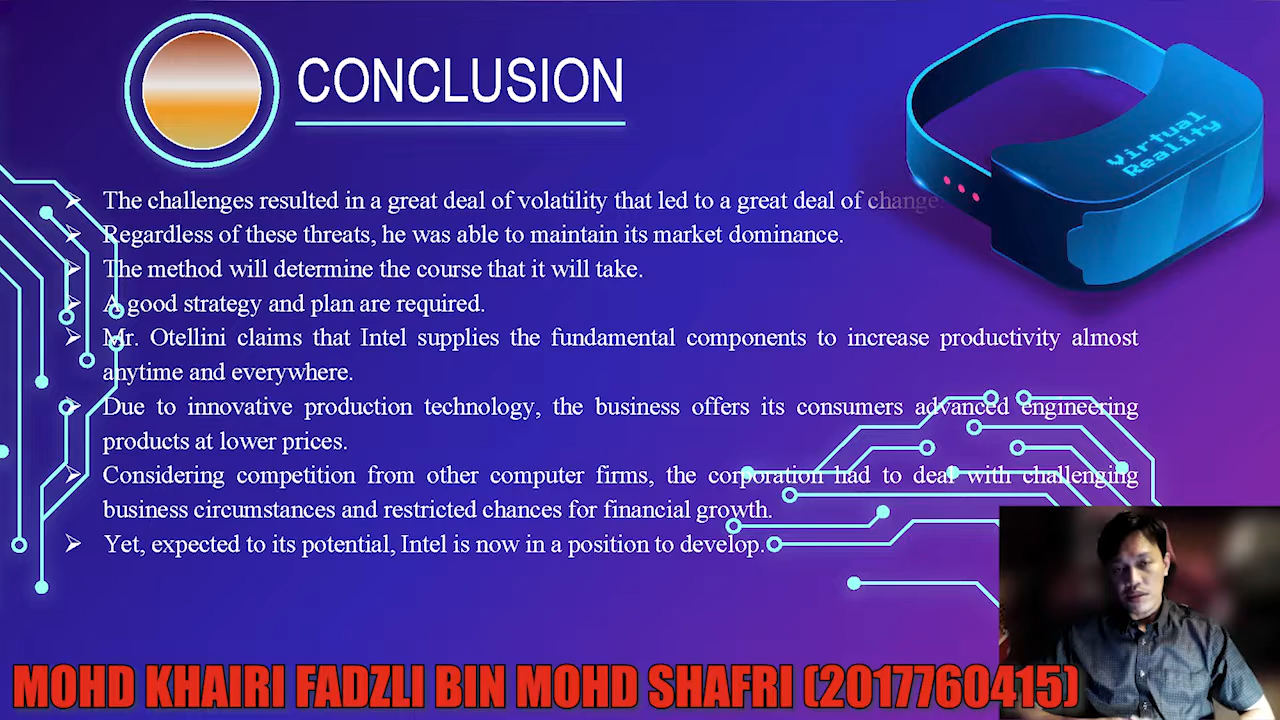 CONCLUSION
Virtual
Reality
The challenges resulted in a great deal of volatility that led to a great deal of change.
Regardless of these threats, he was able to maintain its market dominance.
The method will determine the course that it will take.
A good strategy and plan are required.
Mr. Otellini claims that Intel supplies the fundamental components to increase productivity almost
anytime and everywhere.
Due to innovative production technology, the business offers its consumers advanced engineering
products at lower prices.
Considering competition from other computer firms, the corporation had to deal with challenging
business circumstances and restricted chances for financial growth.
Yet, expected to its potential, Intel is now in a position to develop.
MOHD KHAIRI FADZLI BIN MOHD SHAFRI (2017760415)